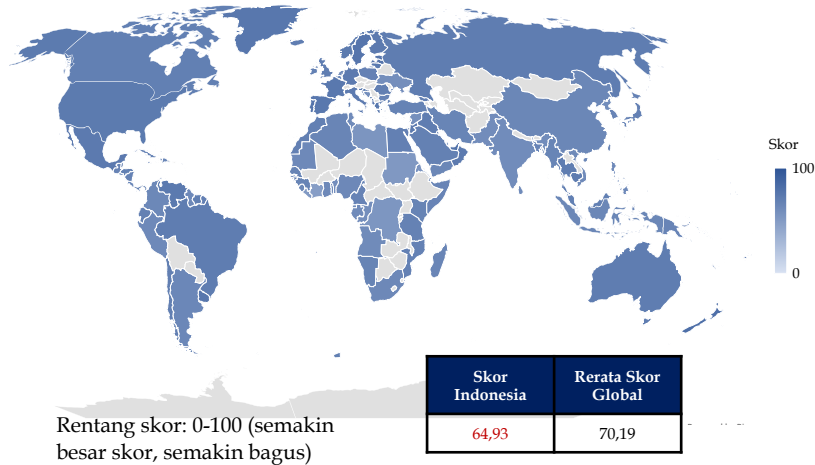 Skor
100
0
Skor
Indonesia
Rerata Skor
Global
64,93
70,19
Rentang skor: 0-100 (semakin
besar skor, semakin bagus)